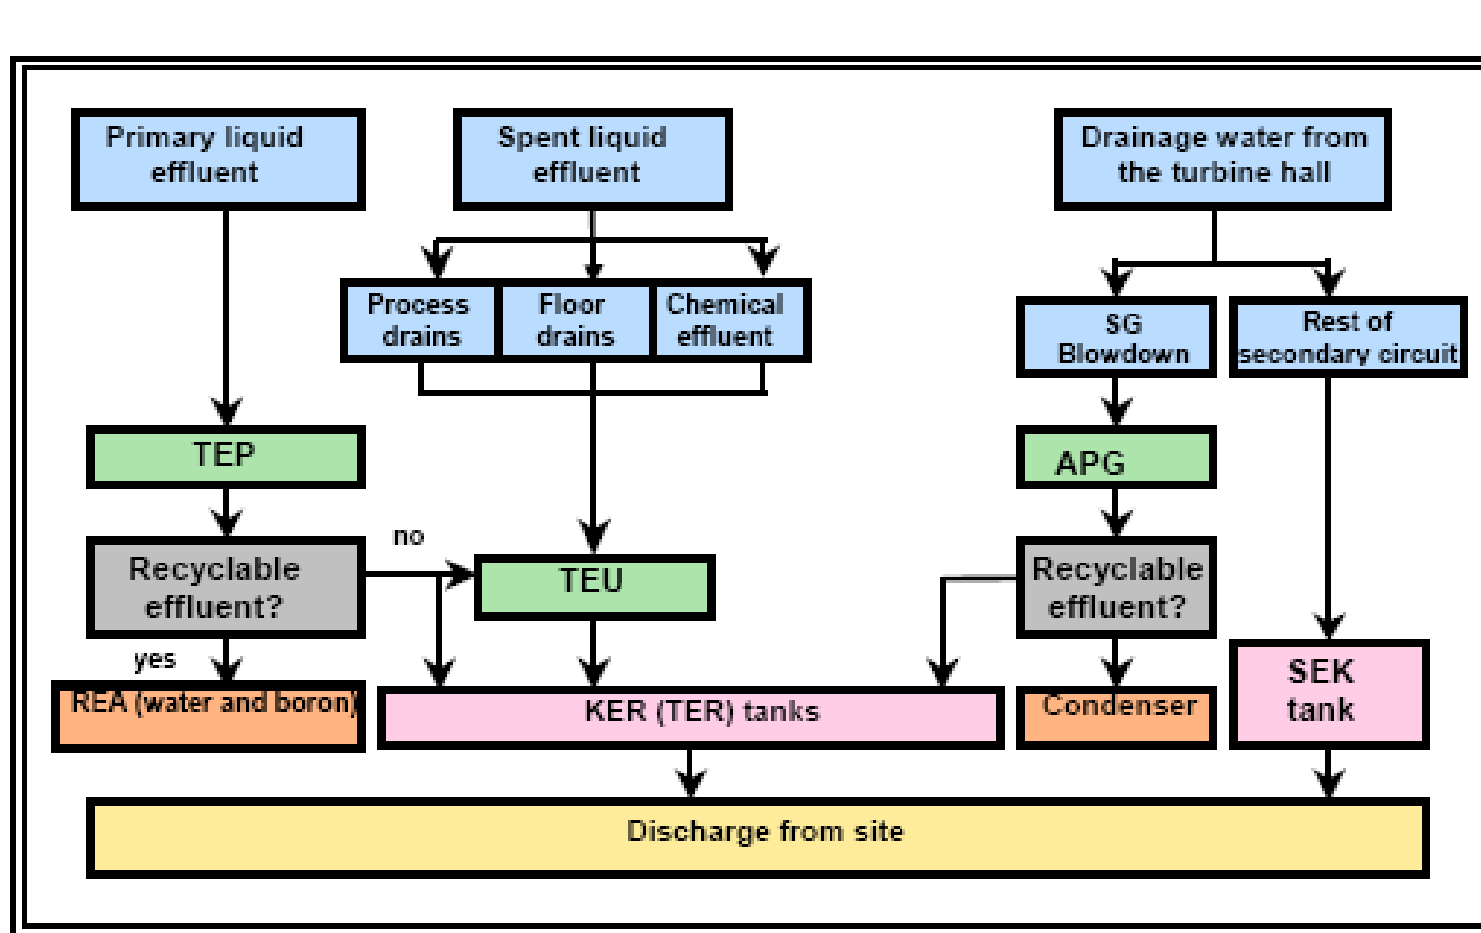 Primary liquid
effluent
Spent liquid
effluent
Drainage water from
the turbine hall
Process
drains
Floor
drains
Chemical
effluent
SG
Blowdown
Rest of
secondary circuit
TEP
APG
no
Recyclable
effluent?
TEU
Recyclable
effluent?
yes
REA (water and boron)
KER (TER) tanks
Condenser
SEK
tank
Discharge from site